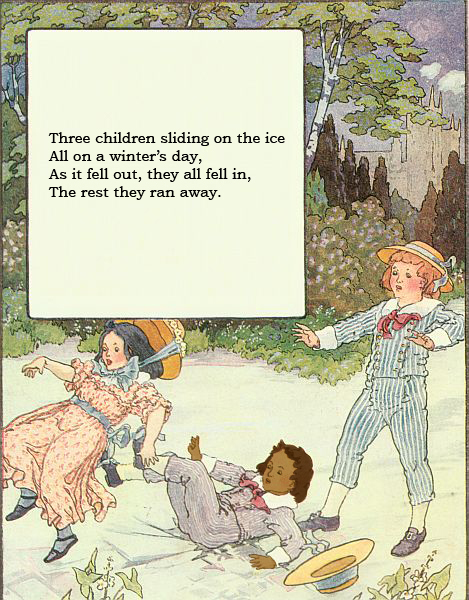 Three children sliding on the ice
All on a winter's day,
As it fell out, they all fell in,
The rest they ran away.